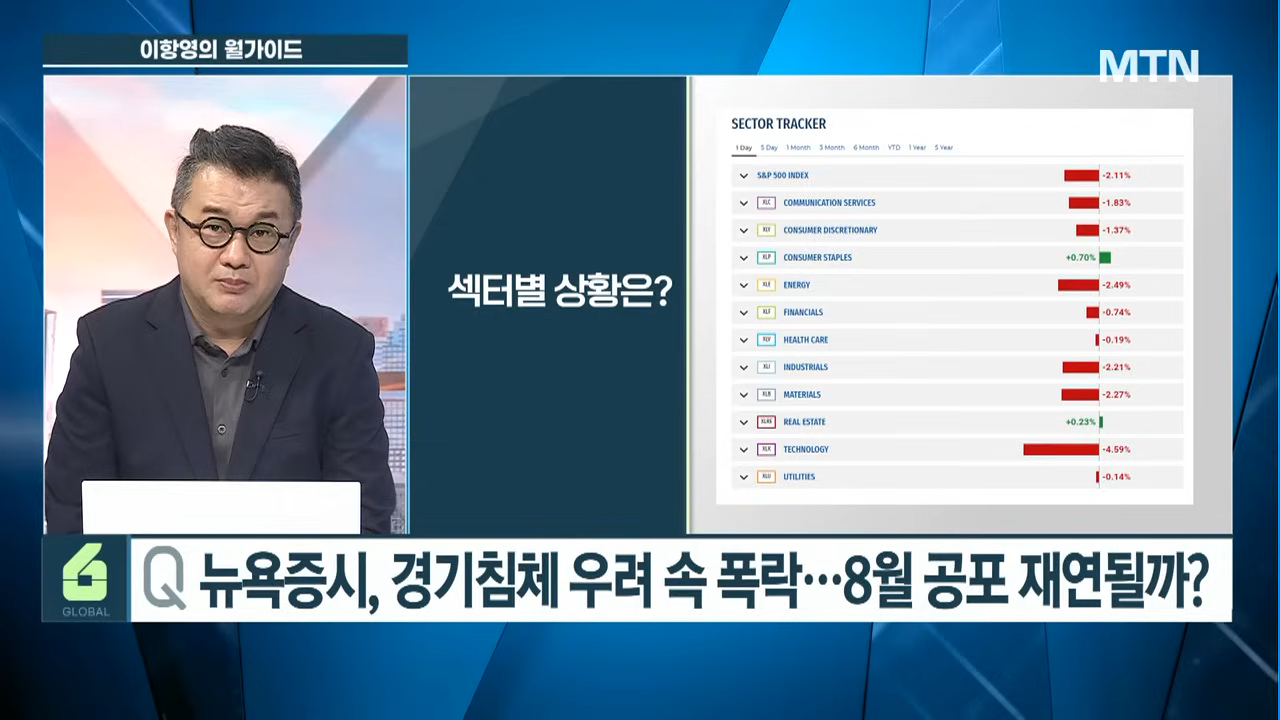 이항영의 월가이드
MTN
섹터별 상황은?
SECTOR TRACKER
1 Day 5 Day 1 Month 3 Month 6 Month YTD 1 Year 5 Year
S&P 500 INDEX -2.11%
XLC COMMUNICATION SERVICES -1.83%
XLY CONSUMER DISCRETIONARY -1.37%
XLP CONSUMER STAPLES +0.70%
XLE ENERGY -2.49%
XLF FINANCIALS -0.74%
XLV HEALTH CARE -0.19%
XLI INDUSTRIALS -2.21%
XLB MATERIALS -2.27%
XLRE REAL ESTATE +0.23%
XLK TECHNOLOGY -4.59%
XLU UTILITIES -0.14%
6 GLOBAL
Q 뉴욕증시, 경기침체 우려 속 폭락…8월 공포 재연될까?